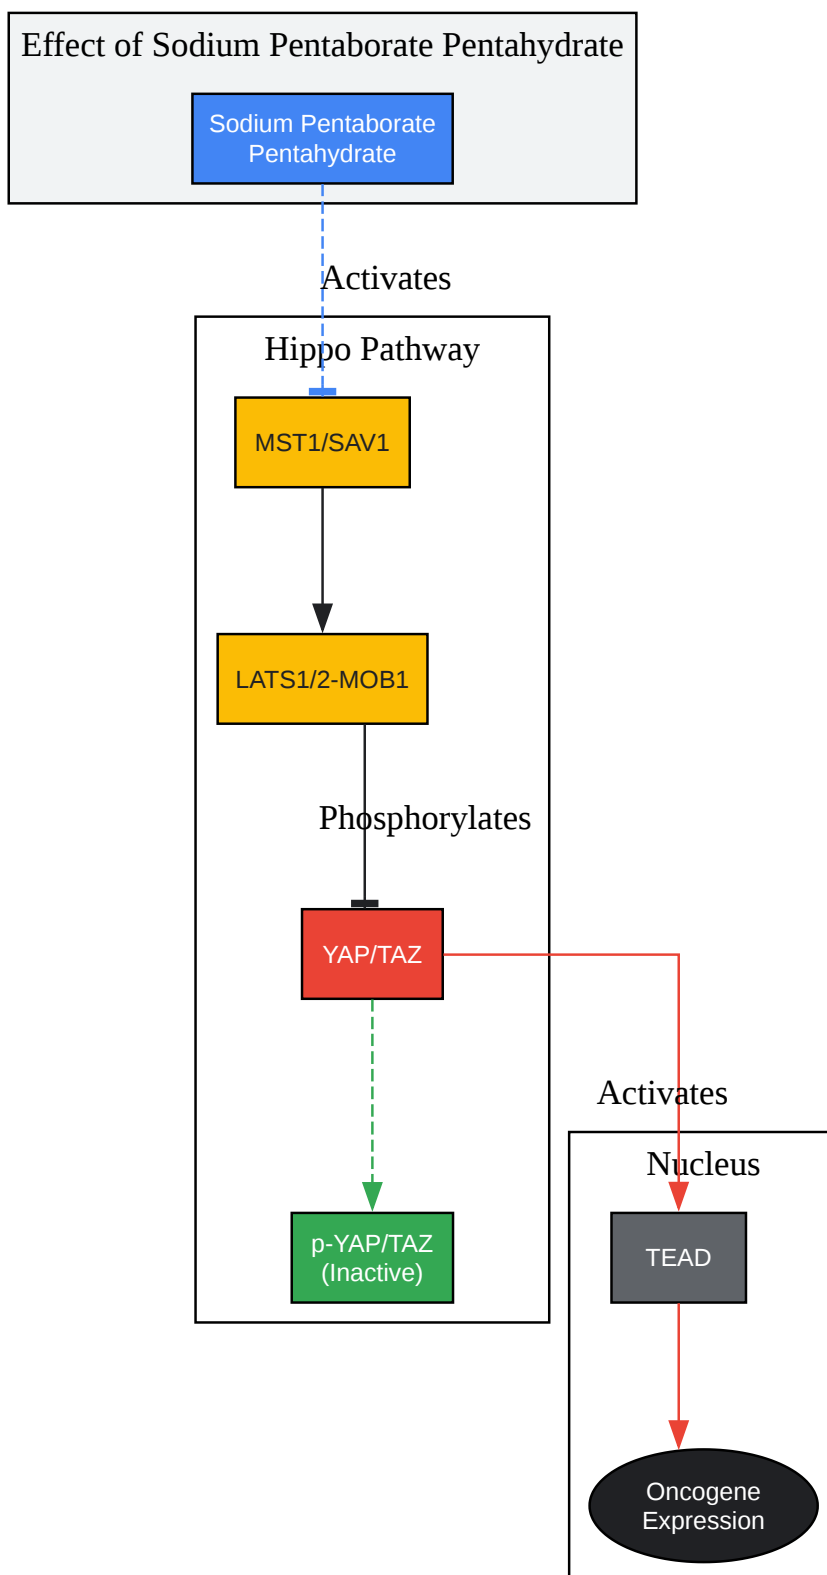 Effect of Sodium Pentaborate Pentahydrate
Sodium Pentaborate
Pentahydrate
Activates
Hippo Pathway
MST1/SAV1
LATS1/2-MOB1
Phosphorylates
YAP/TAZ
Activates
Nucleus
p-YAP/TAZ
(Inactive)
TEAD
Oncogene
Expression